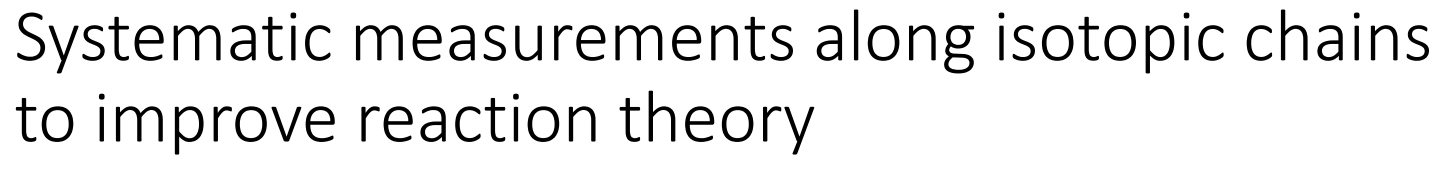 Systematic measurements along isotopic chains
to improve reaction theory